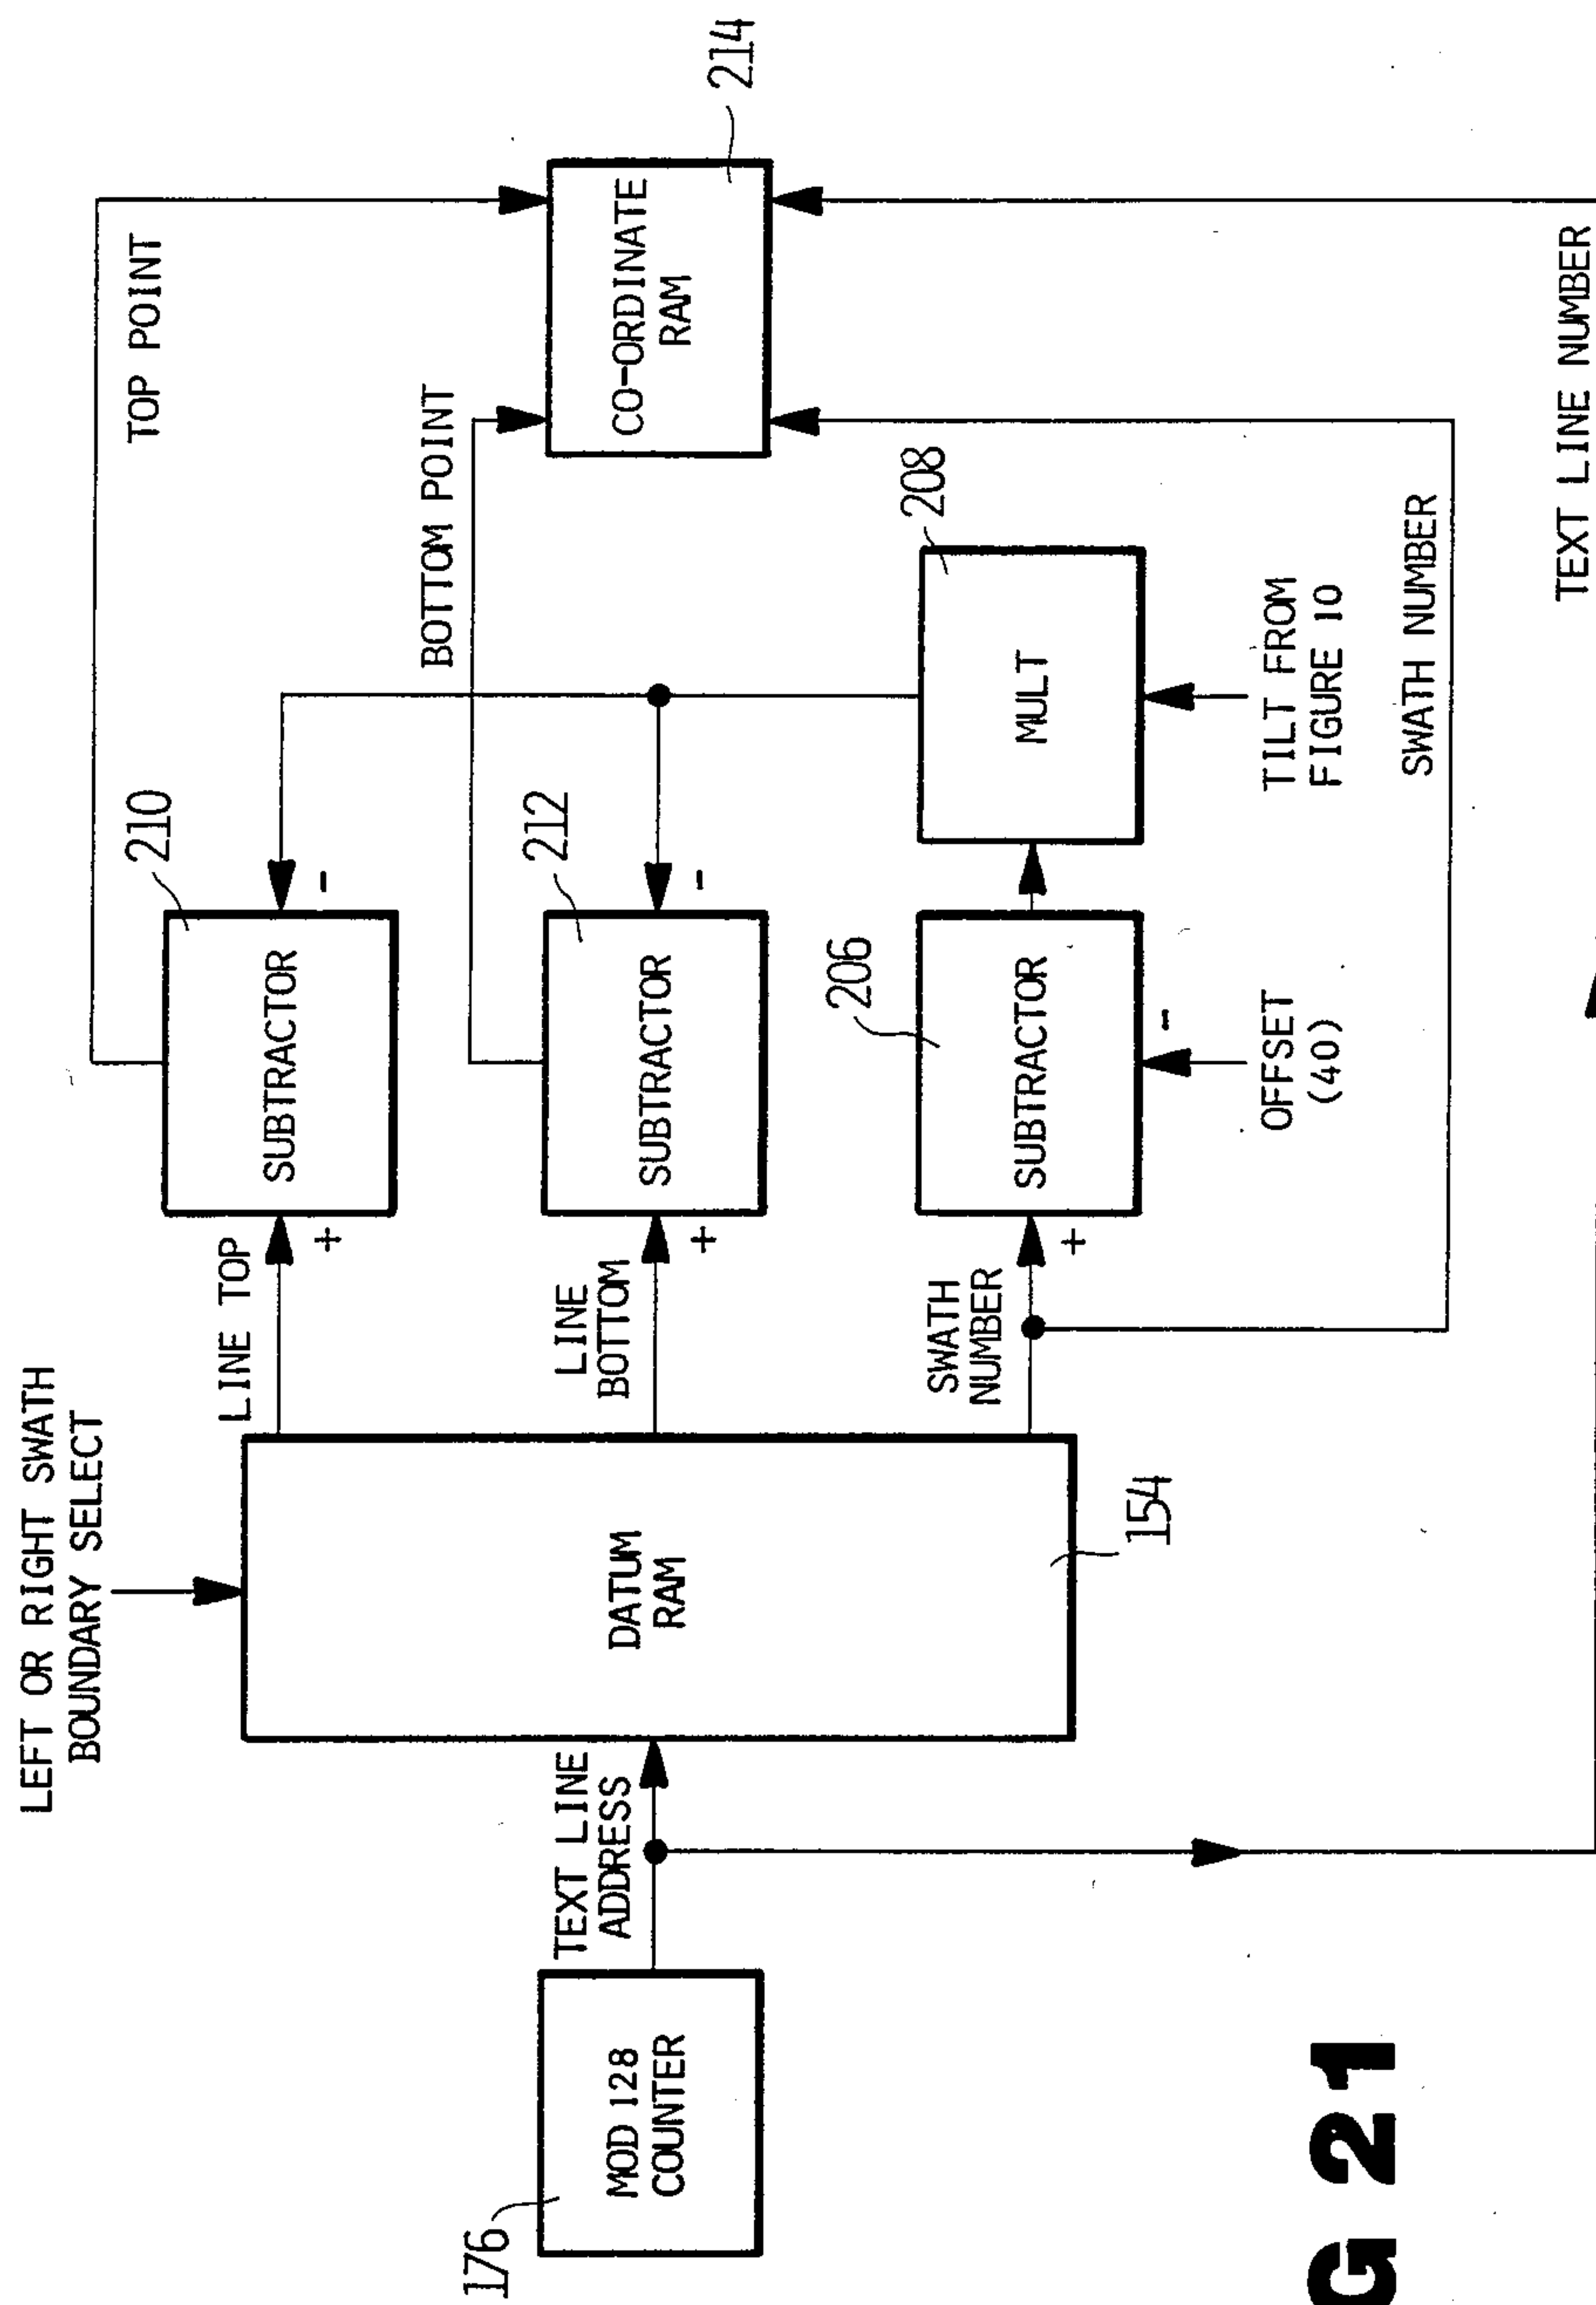 LEFT OR RIGHT SWATH
BOUNDARY SELECT
176
MOD 128
COUNTER
TEXT LINE
ADDRESS
DATUM
RAM
154
LINE TOP
LINE
BOTTOM
SWATH
NUMBER
+
+
+
210
SUBTRACTOR
-
212
SUBTRACTOR
-
206
SUBTRACTOR
-
OFFSET
(40)
208
MULT
TILT FROM
FIGURE 10
TOP POINT
BOTTOM POINT
CO-ORDINATE
RAM
214
SWATH NUMBER
TEXT LINE NUMBER
G 21